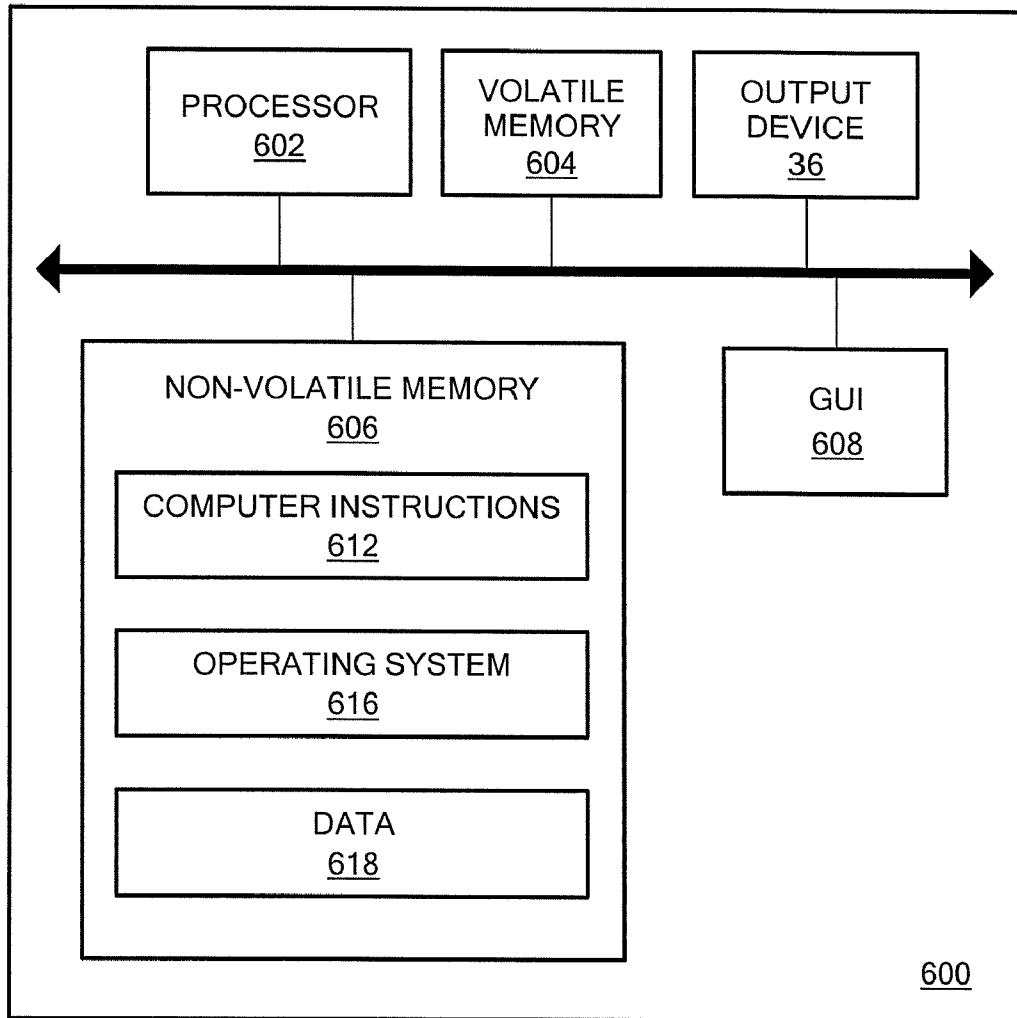 PROCESSOR
602
VOLATILE
MEMORY
604
OUTPUT
DEVICE
36
NON-VOLATILE MEMORY
606
COMPUTER INSTRUCTIONS
612
OPERATING SYSTEM
616
DATA
618
GUI
608
600